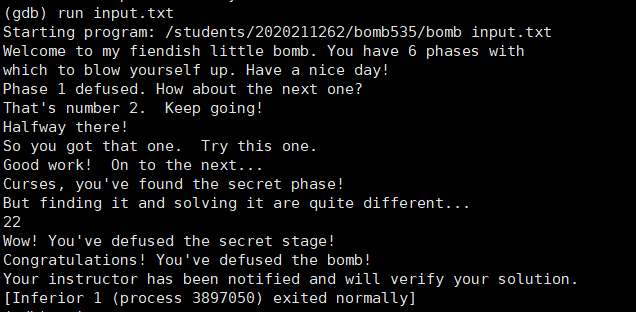 (gdb) run input.txt
Starting program: /students/2020211262/bomb535/bomb input.txt
Welcome to my fiendish little bomb. You have 6 phases with
which to blow yourself up. Have a nice day!
Phase 1 defused. How about the next one?
That's number 2.  Keep going!
Halfway there!
So you got that one.  Try this one.
Good work!  On to the next...
Curses, you've found the secret phase!
But finding it and solving it are quite different...
22
Wow! You've defused the secret stage!
Congratulations! You've defused the bomb!
Your instructor has been notified and will verify your solution.
[Inferior 1 (process 3897050) exited normally]